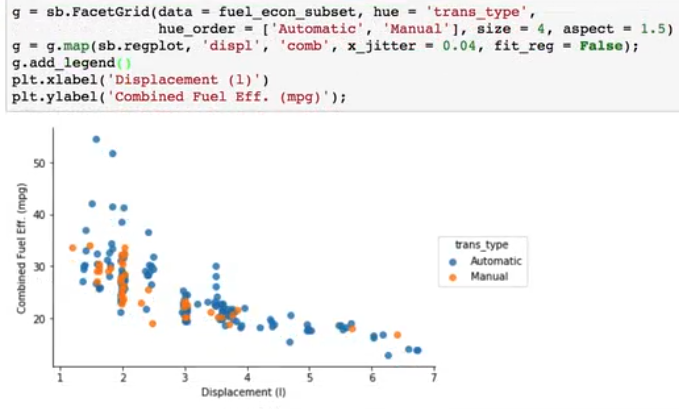 g = sb.FacetGrid(data = fuel_econ_subset, hue = 'trans_type',
hue_order = ['Automatic', 'Manual'], size = 4, aspect = 1.5)
g = g.map(sb.regplot, 'displ', 'comb', x_jitter = 0.04, fit_reg = False);
g.add_legend()
plt.xlabel('Displacement (l)')
plt.ylabel('Combined Fuel Eff. (mpg)');
50
40
30
20
Combined Fuel Eff. (mpg)
trans_type
Automatic
Manual
1 2 3 4 5 6 7
Displacement (l)